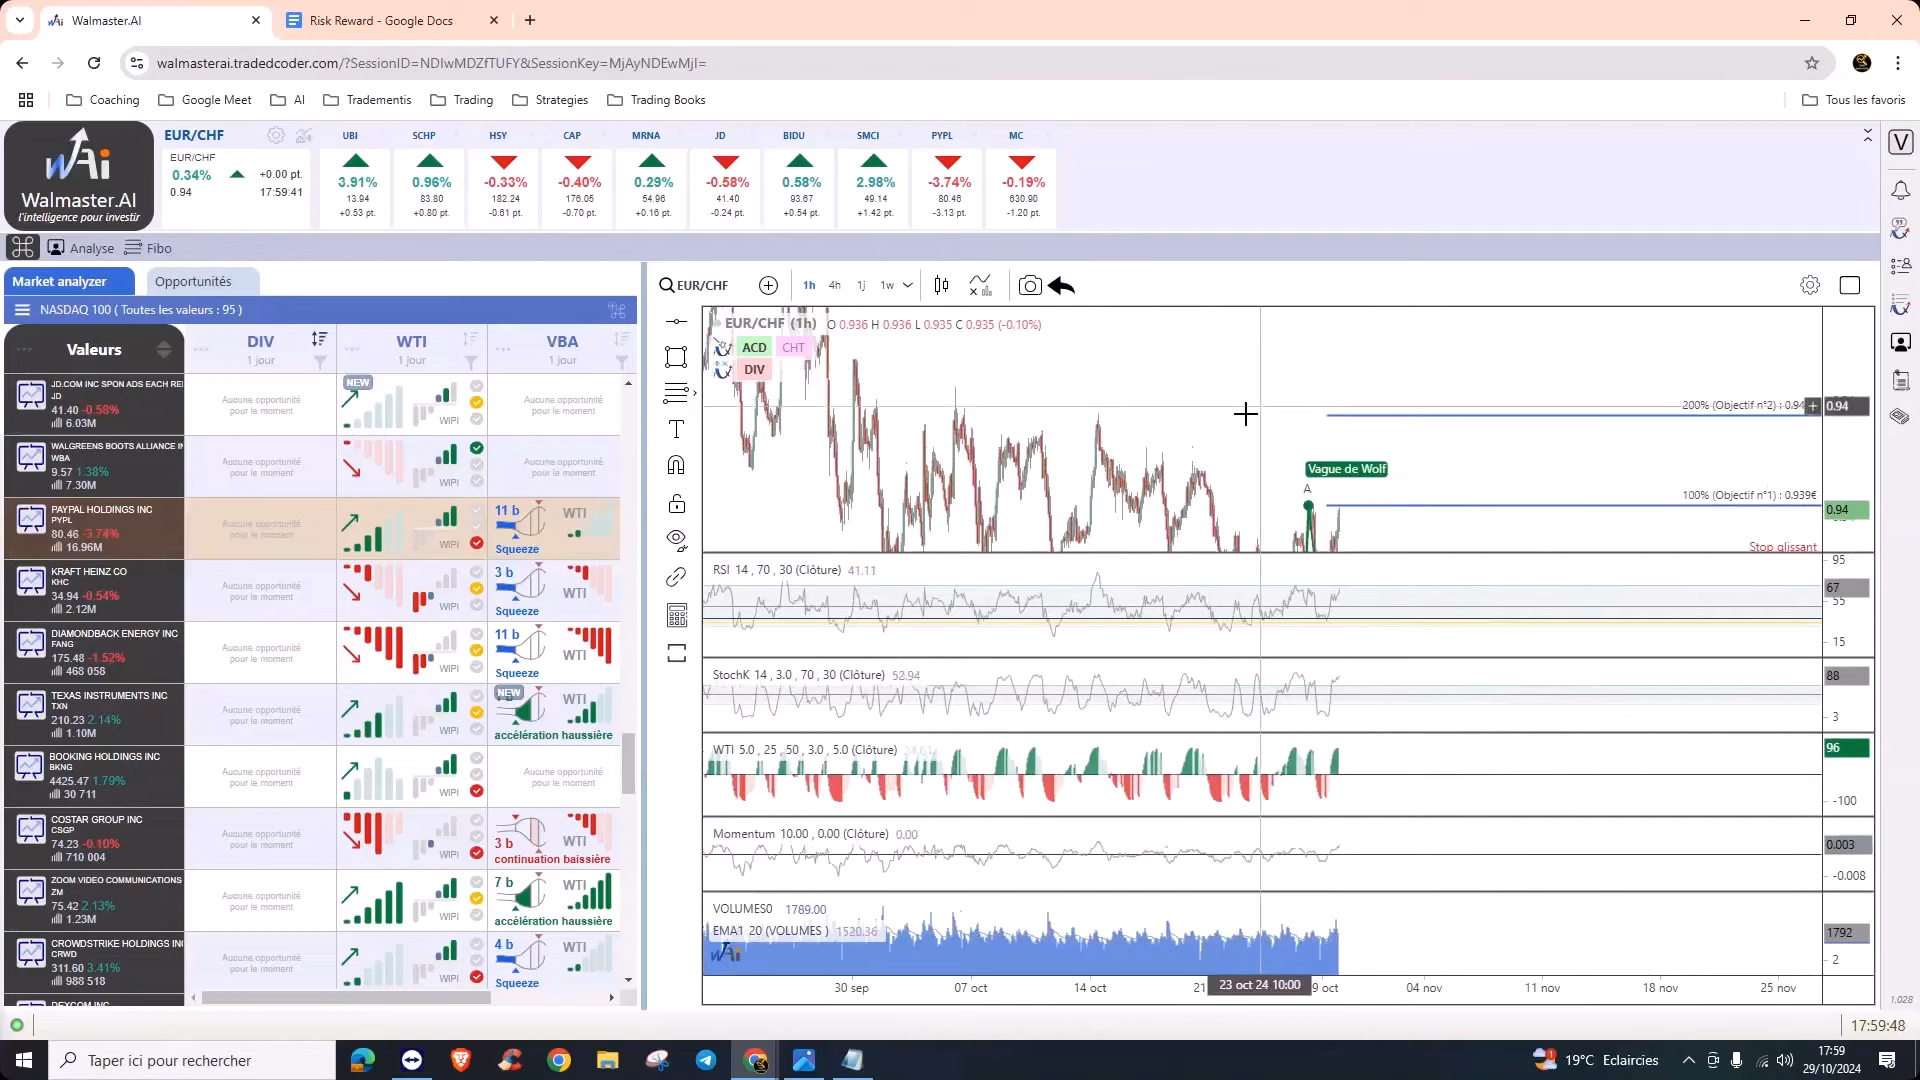 Walmaster.AI
Risk Reward - Google Docs
walmasterai.tradedcoder.com/?SessionID=NDIwMDZfTUFY&SessionKey=MjAyNDEwMjI=
Coaching
Google Meet
AI
Tradementis
Trading
Strategies
Trading Books
Tous les favoris
wAi
Walmaster.AI
l'intelligence pour investir
EUR/CHF
EUR/CHF
0.34%
+0.00 pt.
0.94
17:59:41
UBI
3.91%
13.94
+0.53 pt.
SCHP
0.96%
83.80
+0.80 pt.
HSY
-0.33%
182.24
-0.61 pt.
CAP
-0.40%
176.05
-0.70 pt.
MRNA
0.29%
54.96
+0.16 pt.
JD
-0.58%
41.40
-0.24 pt.
BIDU
0.58%
93.67
+0.54 pt.
SMCI
2.98%
49.14
+1.42 pt.
PYPL
-3.74%
80.46
-3.13 pt.
MC
-0.19%
630.90
-1.20 pt.
V
Analyse
Fibo
Market analyzer
Opportunités
NASDAQ 100 ( Toutes les valeurs : 95 )
Valeurs
DIV
1 jour
WTI
1 jour
VBA
1 jour
JD.COM INC SPON ADS EACH RE
JD
41.40 -0.58%
6.03M
Aucune opportunité
pour le moment
NEW
WIPI
Aucune opportunité
pour le moment
WALGREENS BOOTS ALLIANCE IN
WBA
9.57 1.38%
7.30M
Aucune opportunité
pour le moment
WIPI
Aucune opportunité
pour le moment
PAYPAL HOLDINGS INC
PYPL
80.46 -3.74%
16.96M
Aucune opportunité
pour le moment
WIPI
11 b
WTI
Squeeze
KRAFT HEINZ CO
KHC
34.94 -0.54%
2.12M
Aucune opportunité
pour le moment
WIPI
3 b
WTI
Squeeze
DIAMONDBACK ENERGY INC
FANG
175.48 -1.52%
468 058
Aucune opportunité
pour le moment
WIPI
11 b
WTI
Squeeze
TEXAS INSTRUMENTS INC
TXN
210.23 2.14%
1.10M
Aucune opportunité
pour le moment
WIPI
NEW
WTI
accélération haussière
BOOKING HOLDINGS INC
BKNG
4425.47 1.79%
30 711
Aucune opportunité
pour le moment
WIPI
Aucune opportunité
pour le moment
COSTAR GROUP INC
CSGP
74.23 -0.10%
710 004
Aucune opportunité
pour le moment
WIPI
3 b
WTI
continuation baissière
ZOOM VIDEO COMMUNICATIONS
ZM
75.42 2.13%
1.23M
Aucune opportunité
pour le moment
WIPI
7 b
WTI
accélération haussière
CROWDSTRIKE HOLDINGS INC
CRWD
311.60 3.41%
988 518
Aucune opportunité
pour le moment
WIPI
4 b
WTI
Squeeze
DEXCOM INC
EUR/CHF
1h
4h
1j
1w
EUR/CHF (1h) O 0.936 H 0.936 L 0.935 C 0.935 (-0.10%)
ACD
CHT
DIV
200% (Objectif n°2) : 0.94
0.94
Vague de Wolf
A
100% (Objectif n°1) : 0.939€
0.94
Stop glissant
RSI 14 , 70 , 30 (Clôture) 41.11
95
67
55
15
StochK 14 , 3.0 , 70 , 30 (Clôture) 52.94
88
3
WTI 5.0 , 25 , 50 , 3.0 , 5.0 (Clôture)
96
-100
Momentum 10.00 , 0.00 (Clôture) 0.00
0.003
-0.008
VOLUMES0 1789.00
EMA1 20 (VOLUMES ) 1520.36
wAi
1792
2
30 sep
07 oct
14 oct
21
23 oct 24 10:00
9 oct
04 nov
11 nov
18 nov
25 nov
1.028
17:59:48
Taper ici pour rechercher
19°C Eclaircies
17:59
29/10/2024